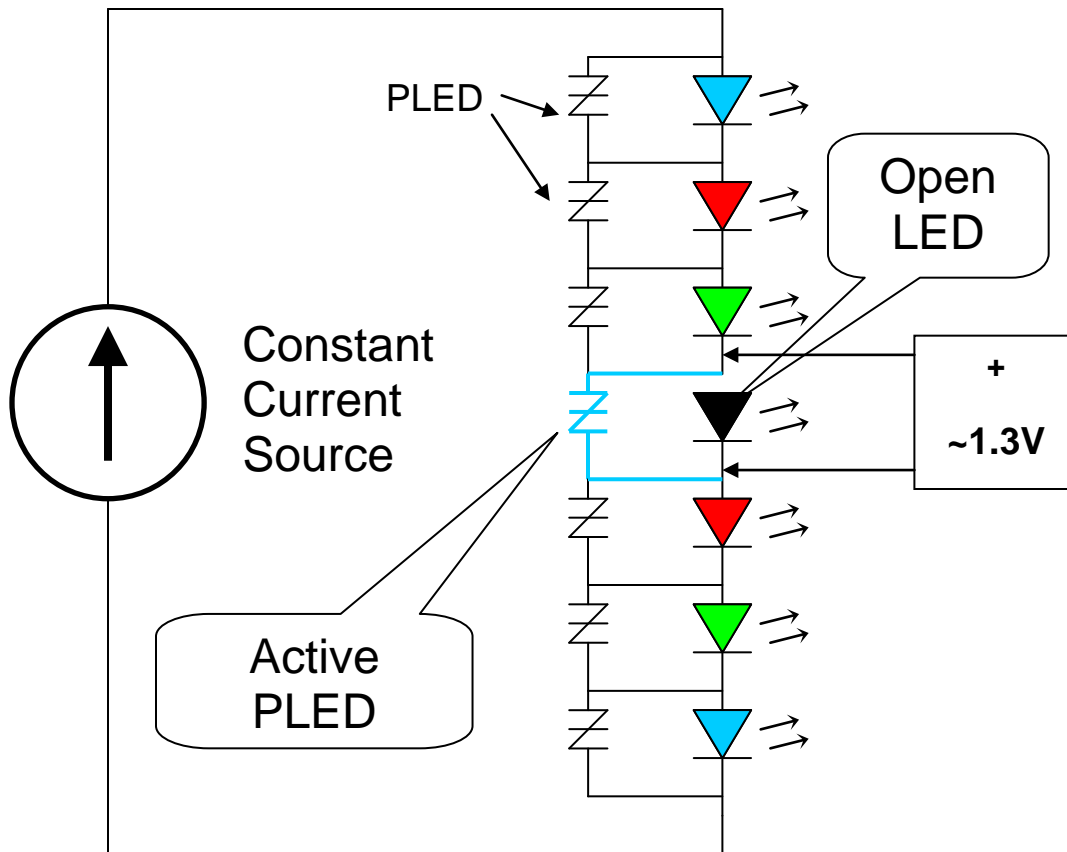 PLED
Open
LED
Constant
Current
Source
+
~1.3V
Active
PLED